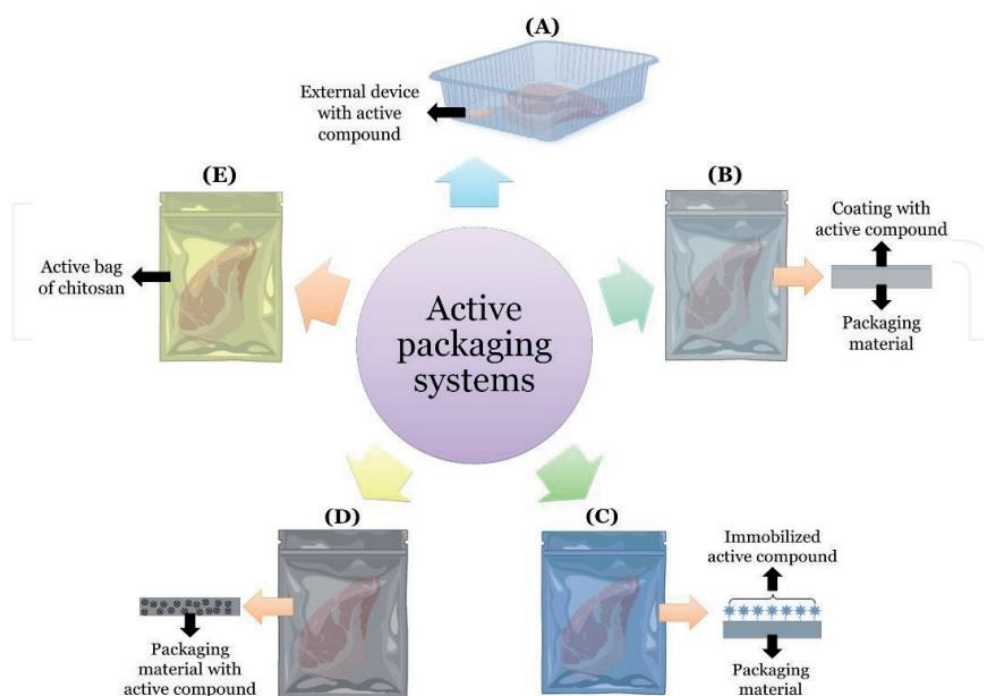 (A)
External device
with active
compound
(E)
(B)
Active bag
of chitosan
Coating with
active compound
Packaging
material
Active
packaging
systems
(D)
(C)
Packaging
material with
active compound
Immobilized
active compound
Packaging
material